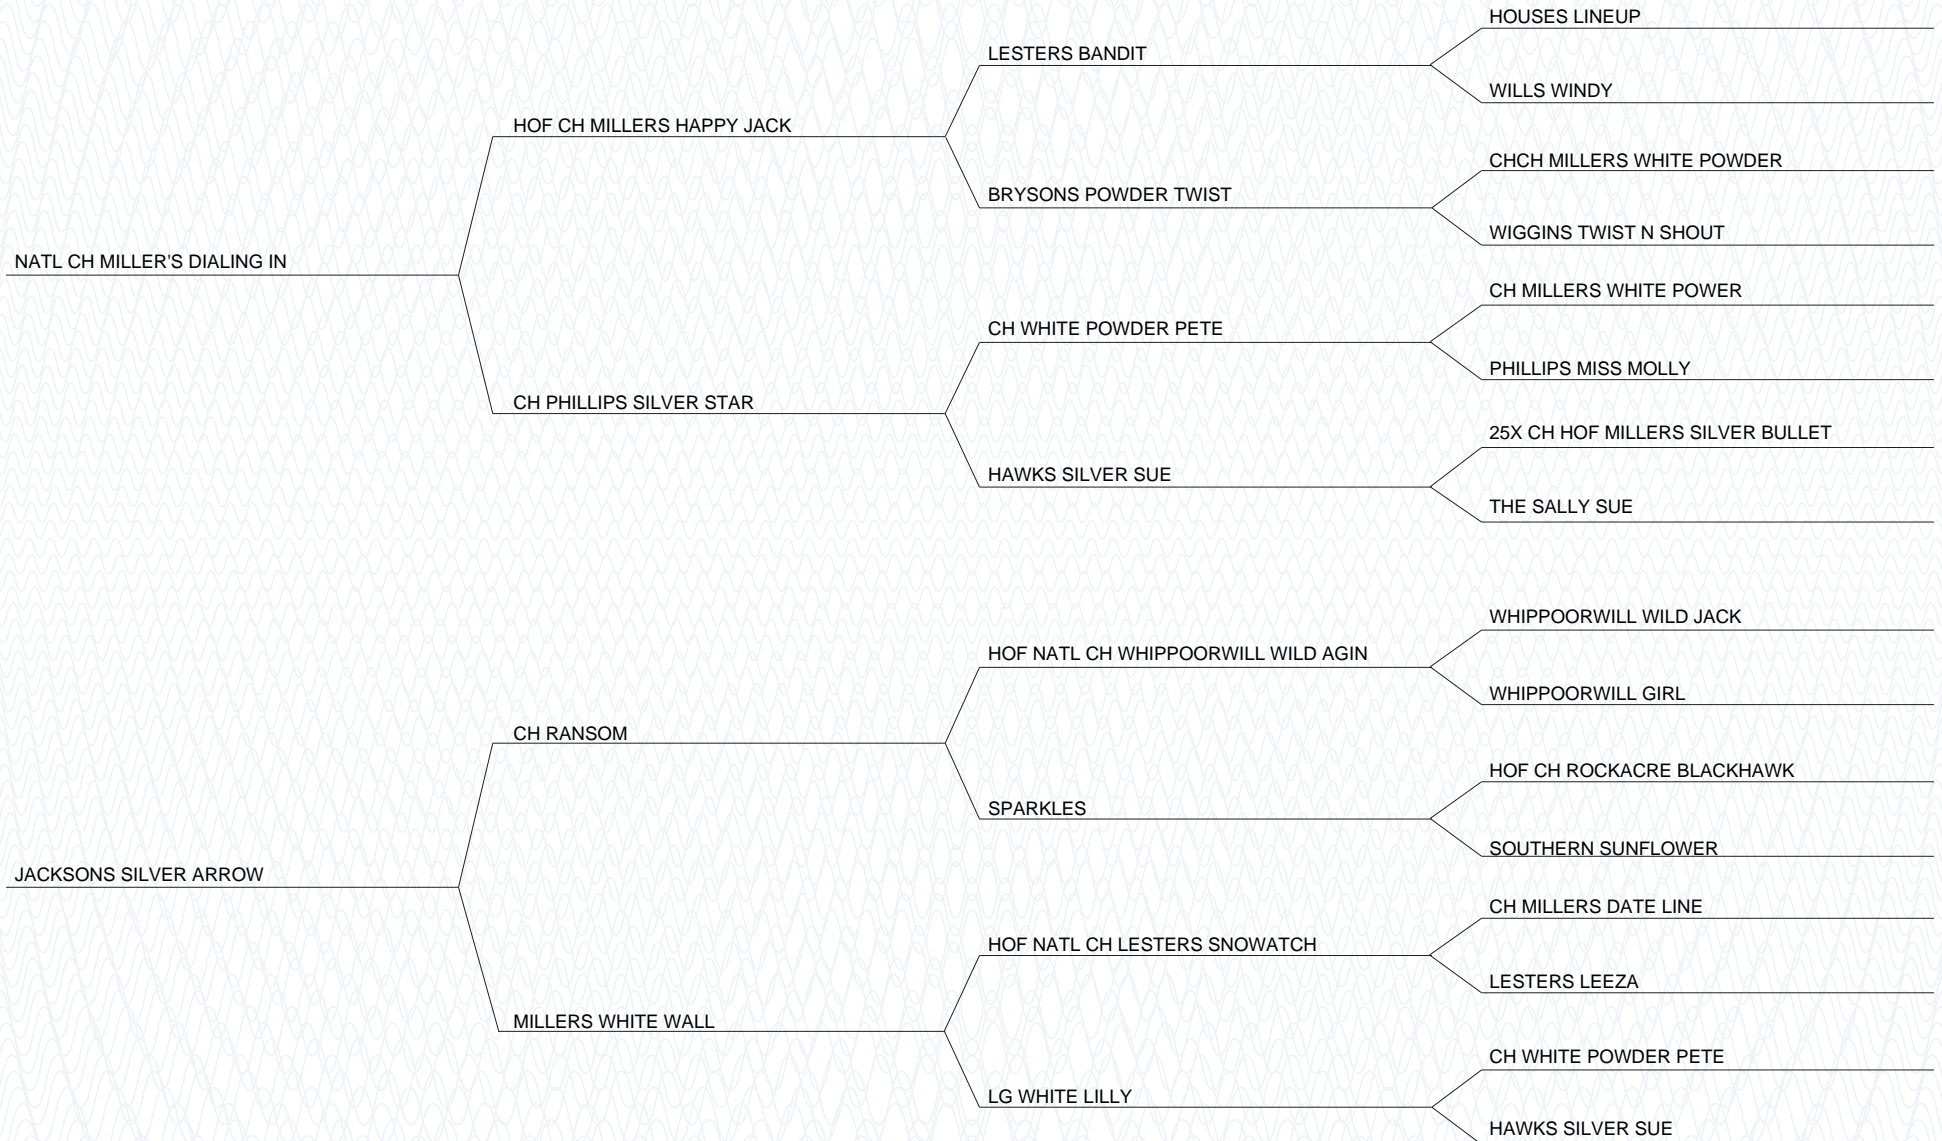 HOUSES LINEUP
LESTERS BANDIT
WILLS WINDY
HOF CH MILLERS HAPPY JACK
CHCH MILLERS WHITE POWDER
BRYSONS POWDER TWIST
WIGGINS TWIST N SHOUT
NATL CH MILLER'S DIALING IN
CH MILLERS WHITE POWER
CH WHITE POWDER PETE
PHILLIPS MISS MOLLY
CH PHILLIPS SILVER STAR
25X CH HOF MILLERS SILVER BULLET
HAWKS SILVER SUE
THE SALLY SUE
WHIPPOORWILL WILD JACK
HOF NATL CH WHIPPOORWILL WILD AGIN
WHIPPOORWILL GIRL
CH RANSOM
HOF CH ROCKACRE BLACKHAWK
SPARKLES
SOUTHERN SUNFLOWER
JACKSONS SILVER ARROW
CH MILLERS DATE LINE
HOF NATL CH LESTERS SNOWATCH
LESTERS LEEZA
MILLERS WHITE WALL
CH WHITE POWDER PETE
LG WHITE LILLY
HAWKS SILVER SUE